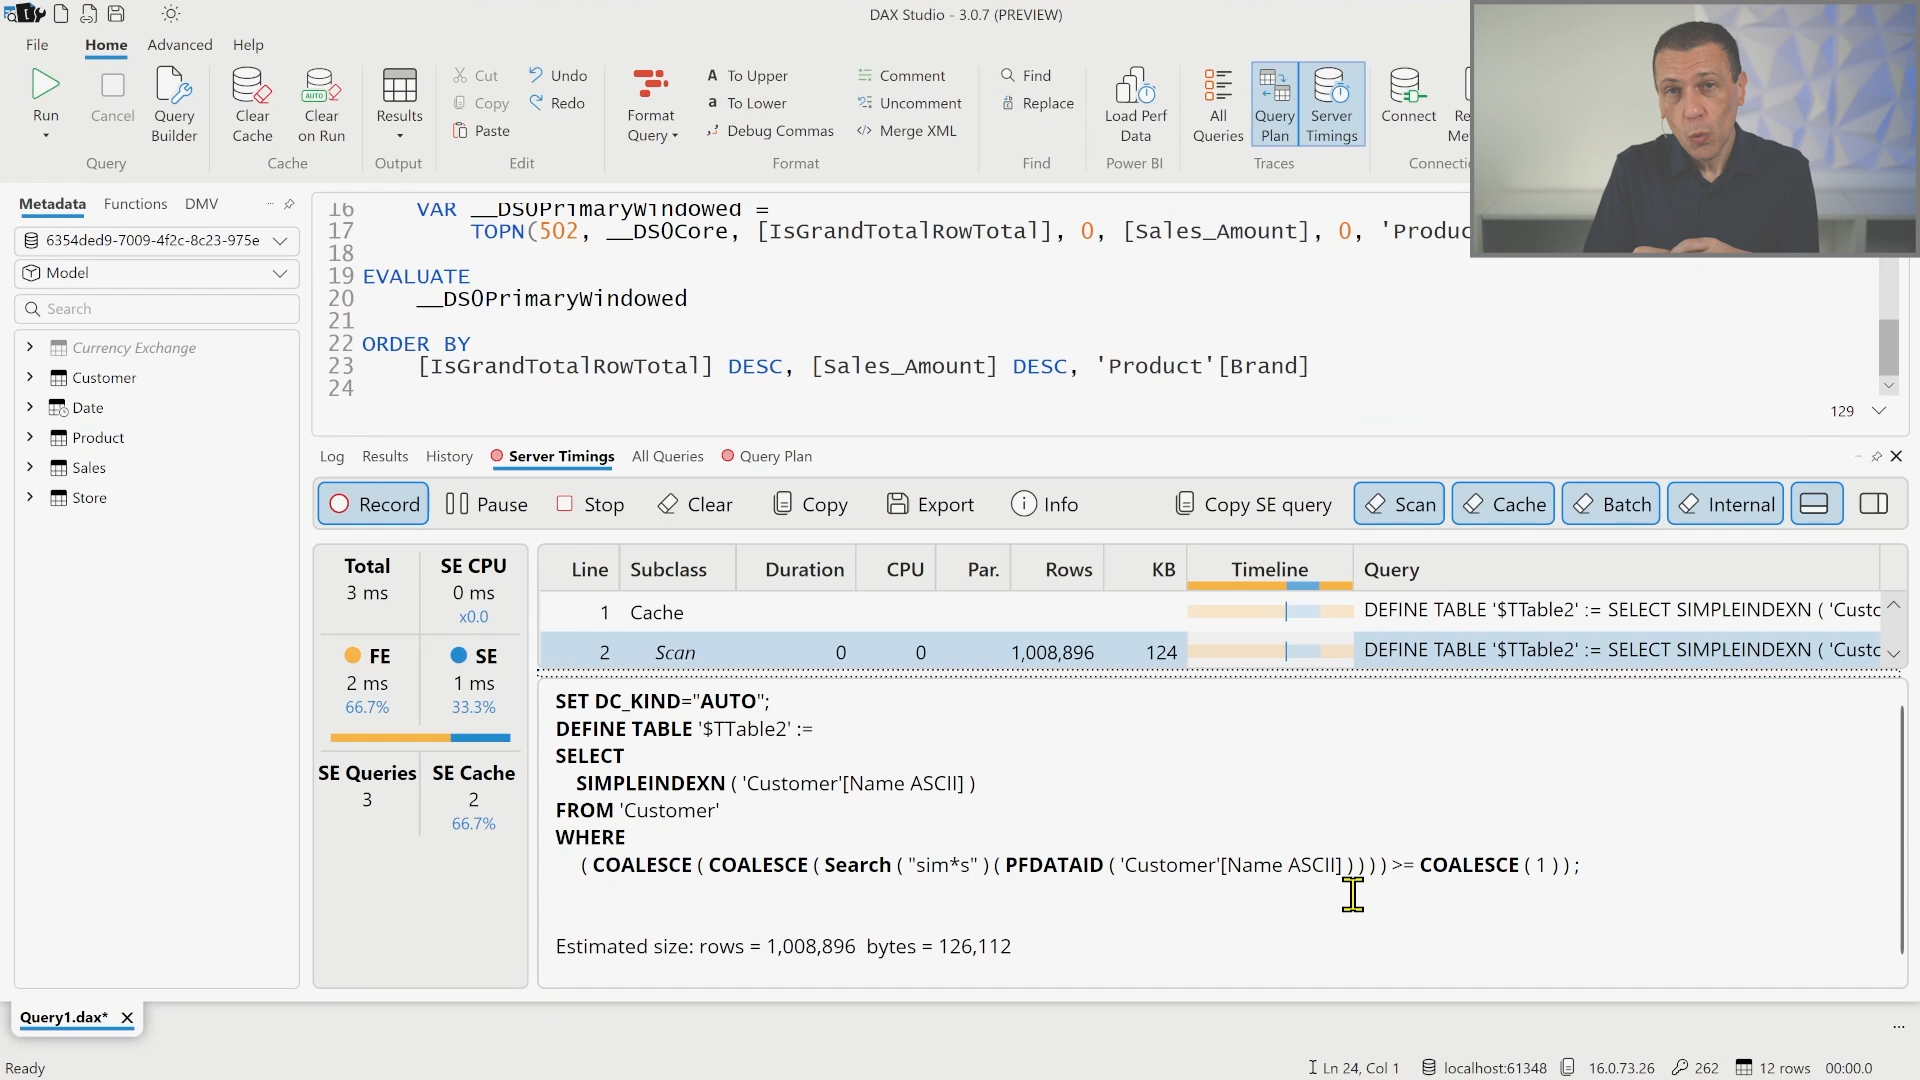 DAX Studio - 3.0.7 (PREVIEW)
File Home Advanced Help
Run
Cancel
Query Builder
Query
Clear Cache
AUTO
Clear on Run
Cache
Results
Output
Cut
Copy
Paste
Undo
Redo
Edit
Format Query
A To Upper
a To Lower
Debug Commas
Comment
Uncomment
Merge XML
Format
Find
Replace
Find
Load Perf Data
Power BI
All Queries
Query Plan
Server Timings
Traces
Connect
Metadata Functions DMV
6354ded9-7009-4f2c-8c23-975e
Model
Search
Currency Exchange
Customer
Date
Product
Sales
Store
16 VAR __DS0PrimaryWindowed =
17 TOPN(502, __DS0Core, [IsGrandTotalRowTotal], 0, [Sales_Amount], 0, 'Produc
18
19 EVALUATE
20 __DS0PrimaryWindowed
21
22 ORDER BY
23 [IsGrandTotalRowTotal] DESC, [Sales_Amount] DESC, 'Product'[Brand]
24
129
Log Results History Server Timings All Queries Query Plan
Record Pause Stop Clear Copy Export Info Copy SE query Scan Cache Batch Internal
Total SE CPU
3 ms 0 ms
x0.0
FE SE
2 ms 1 ms
66.7% 33.3%
SE Queries SE Cache
3 2
66.7%
Line Subclass Duration CPU Par. Rows KB Timeline Query
1 Cache DEFINE TABLE '$TTable2' := SELECT SIMPLEINDEXN ( 'Custo
2 Scan 0 0 1,008,896 124 DEFINE TABLE '$TTable2' := SELECT SIMPLEINDEXN ( 'Custo
SET DC_KIND="AUTO";
DEFINE TABLE '$TTable2' :=
SELECT
SIMPLEINDEXN ( 'Customer'[Name ASCII] )
FROM 'Customer'
WHERE
( COALESCE ( COALESCE ( Search ( "sim*s" ) ( PFDATAID ( 'Customer'[Name ASCII] ) ) ) ) >= COALESCE ( 1 ) ) ;
Estimated size: rows = 1,008,896 bytes = 126,112
Query1.dax*
Ready
Ln 24, Col 1 localhost:61348 16.0.73.26 262 12 rows 00:00.0